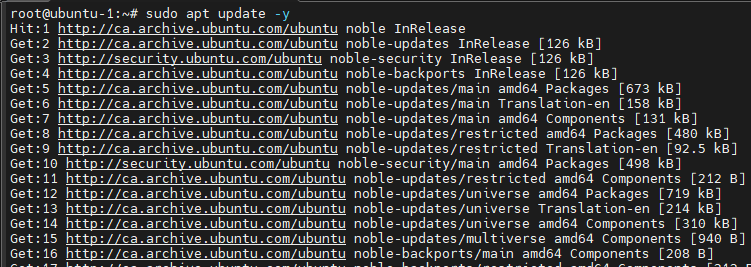 root@ubuntu-1:~# sudo apt update -y
Hit:1 http://ca.archive.ubuntu.com/ubuntu noble InRelease
Get:2 http://ca.archive.ubuntu.com/ubuntu noble-updates InRelease [126 kB]
Get:3 http://security.ubuntu.com/ubuntu noble-security InRelease [126 kB]
Get:4 http://ca.archive.ubuntu.com/ubuntu noble-backports InRelease [126 kB]
Get:5 http://ca.archive.ubuntu.com/ubuntu noble-updates/main amd64 Packages [673 kB]
Get:6 http://ca.archive.ubuntu.com/ubuntu noble-updates/main Translation-en [158 kB]
Get:7 http://ca.archive.ubuntu.com/ubuntu noble-updates/main amd64 Components [131 kB]
Get:8 http://ca.archive.ubuntu.com/ubuntu noble-updates/restricted amd64 Packages [480 kB]
Get:9 http://ca.archive.ubuntu.com/ubuntu noble-updates/restricted Translation-en [92.5 kB]
Get:10 http://security.ubuntu.com/ubuntu noble-security/main amd64 Packages [498 kB]
Get:11 http://ca.archive.ubuntu.com/ubuntu noble-updates/restricted amd64 Components [212 B]
Get:12 http://ca.archive.ubuntu.com/ubuntu noble-updates/universe amd64 Packages [719 kB]
Get:13 http://ca.archive.ubuntu.com/ubuntu noble-updates/universe Translation-en [214 kB]
Get:14 http://ca.archive.ubuntu.com/ubuntu noble-updates/universe amd64 Components [310 kB]
Get:15 http://ca.archive.ubuntu.com/ubuntu noble-updates/multiverse amd64 Components [940 B]
Get:16 http://ca.archive.ubuntu.com/ubuntu noble-backports/main amd64 Components [208 B]